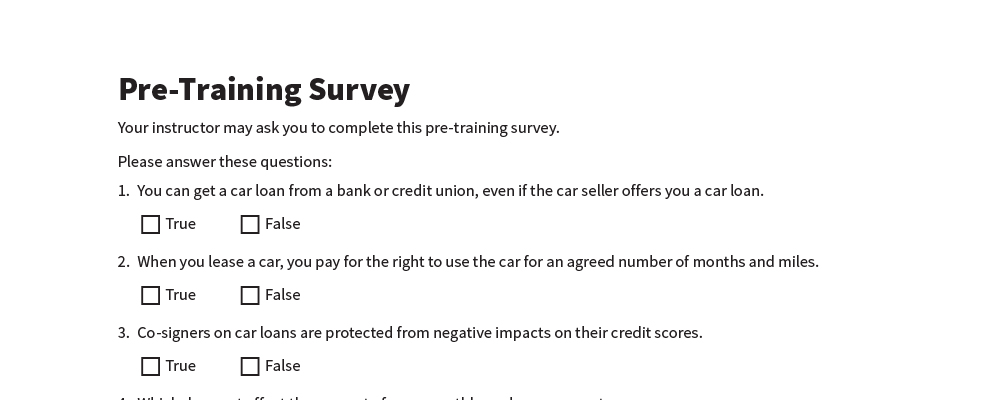 Pre-Training Survey
Your instructor may ask you to complete this pre-training survey.
Please answer these questions:
1. You can get a car loan from a bank or credit union, even if the car seller offers you a car loan.
True False
2. When you lease a car, you pay for the right to use the car for an agreed number of months and miles.
True False
3. Co-signers on car loans are protected from negative impacts on their credit scores.
True False